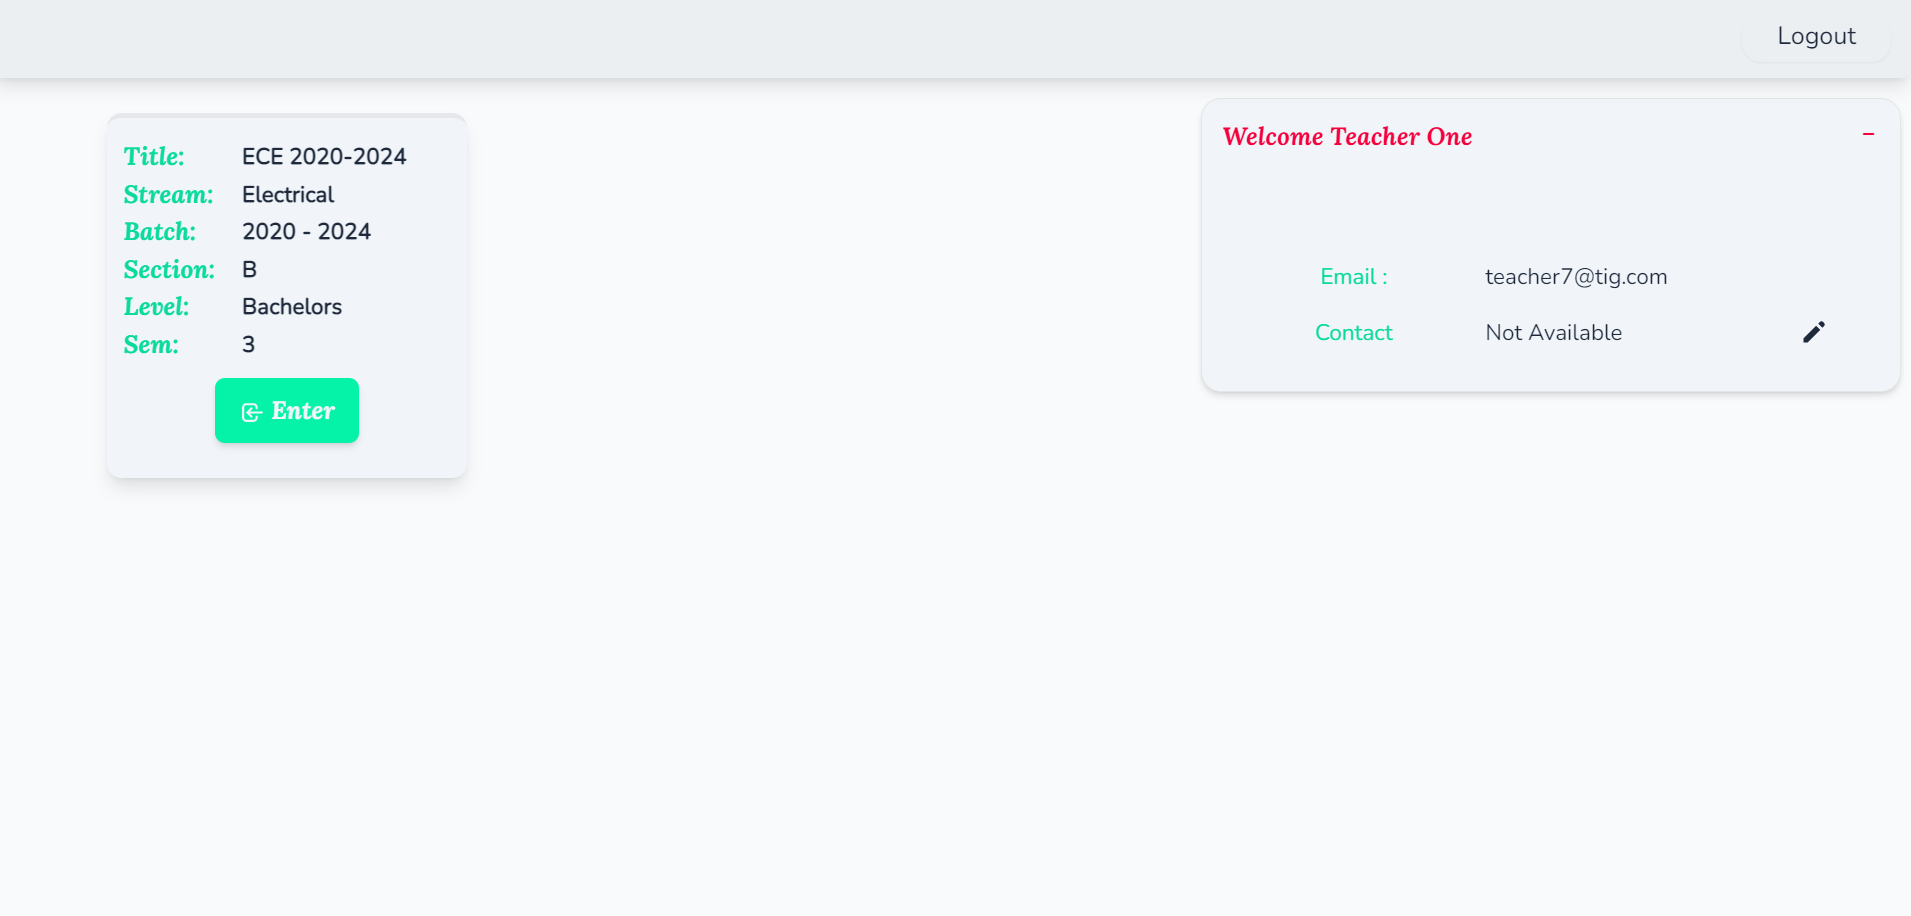 Logout
Title: ECE 2020-2024
Stream: Electrical
Batch: 2020 - 2024
Section: B
Level: Bachelors
Sem: 3
Enter
Welcome Teacher One
Email : teacher7@tig.com
Contact Not Available